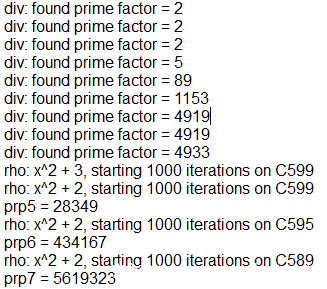 div: found prime factor = 2
div: found prime factor = 2
div: found prime factor = 2
div: found prime factor = 5
div: found prime factor = 89
div: found prime factor = 1153
div: found prime factor = 4919
div: found prime factor = 4919
div: found prime factor = 4933
rho: x^2 + 3, starting 1000 iterations on C599
rho: x^2 + 2, starting 1000 iterations on C599
prp5 = 28349
rho: x^2 + 2, starting 1000 iterations on C595
prp6 = 434167
rho: x^2 + 2, starting 1000 iterations on C589
prp7 = 5619323